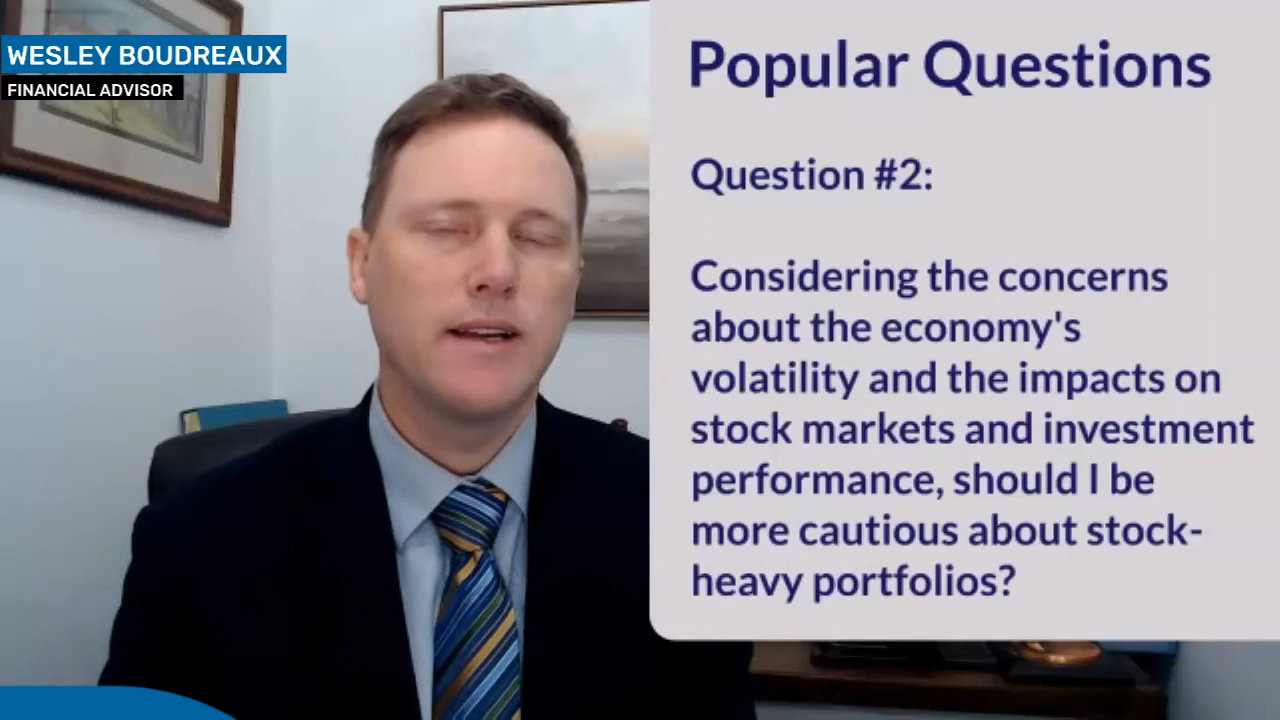 WESLEY BOUDREAUX
FINANCIAL ADVISOR
Popular Questions
Question #2:
Considering the concerns
about the economy's
volatility and the impacts on
stock markets and investment
performance, should I be
more cautious about stock-
heavy portfolios?